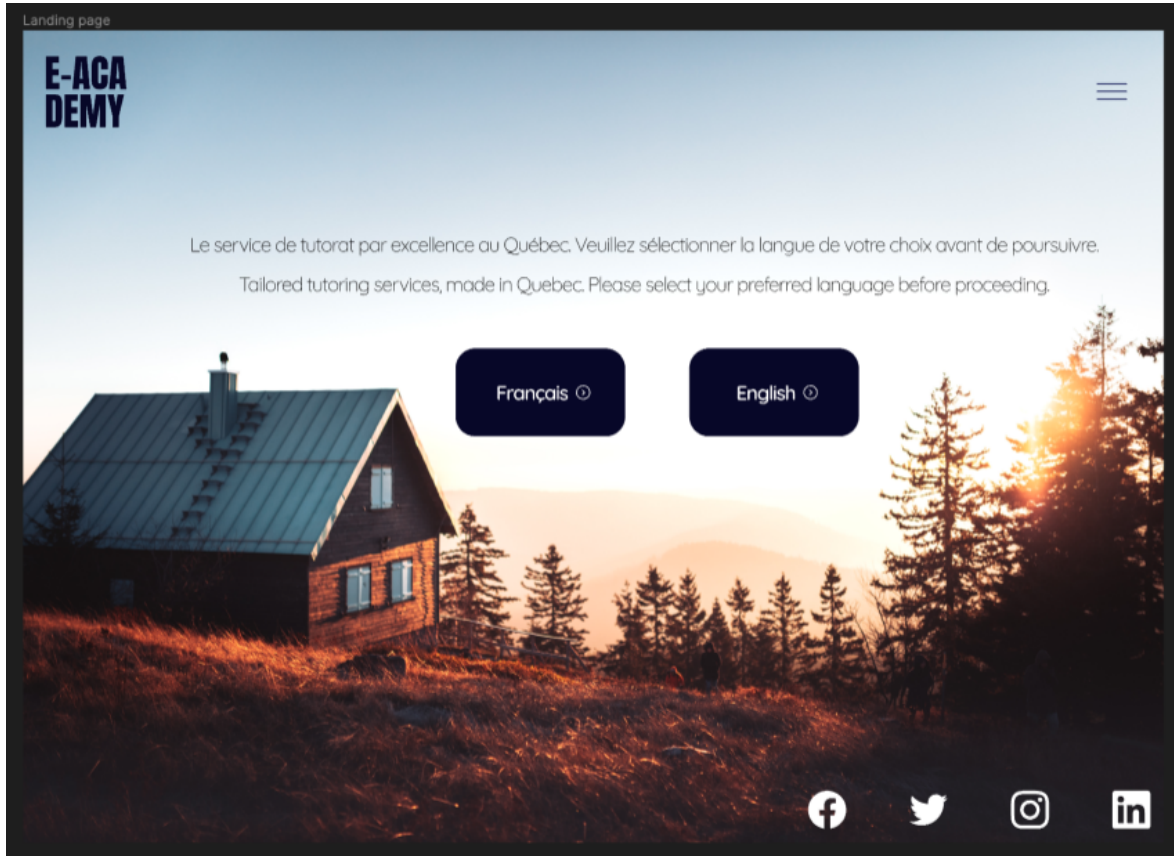 Landing page
E-ACA
DEMY
Le service de tutorat par excellence au Québec. Veuillez sélectionner la langue de votre choix avant de poursuivre.
Tailored tutoring services, made in Quebec. Please select your preferred language before proceeding.
Français
English
in